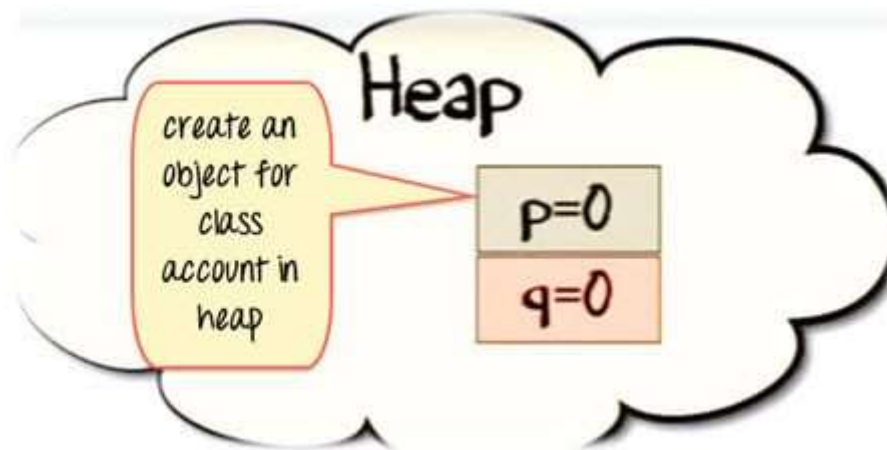 Heap
create an
object for
class
account in
heap
p=0
q=0